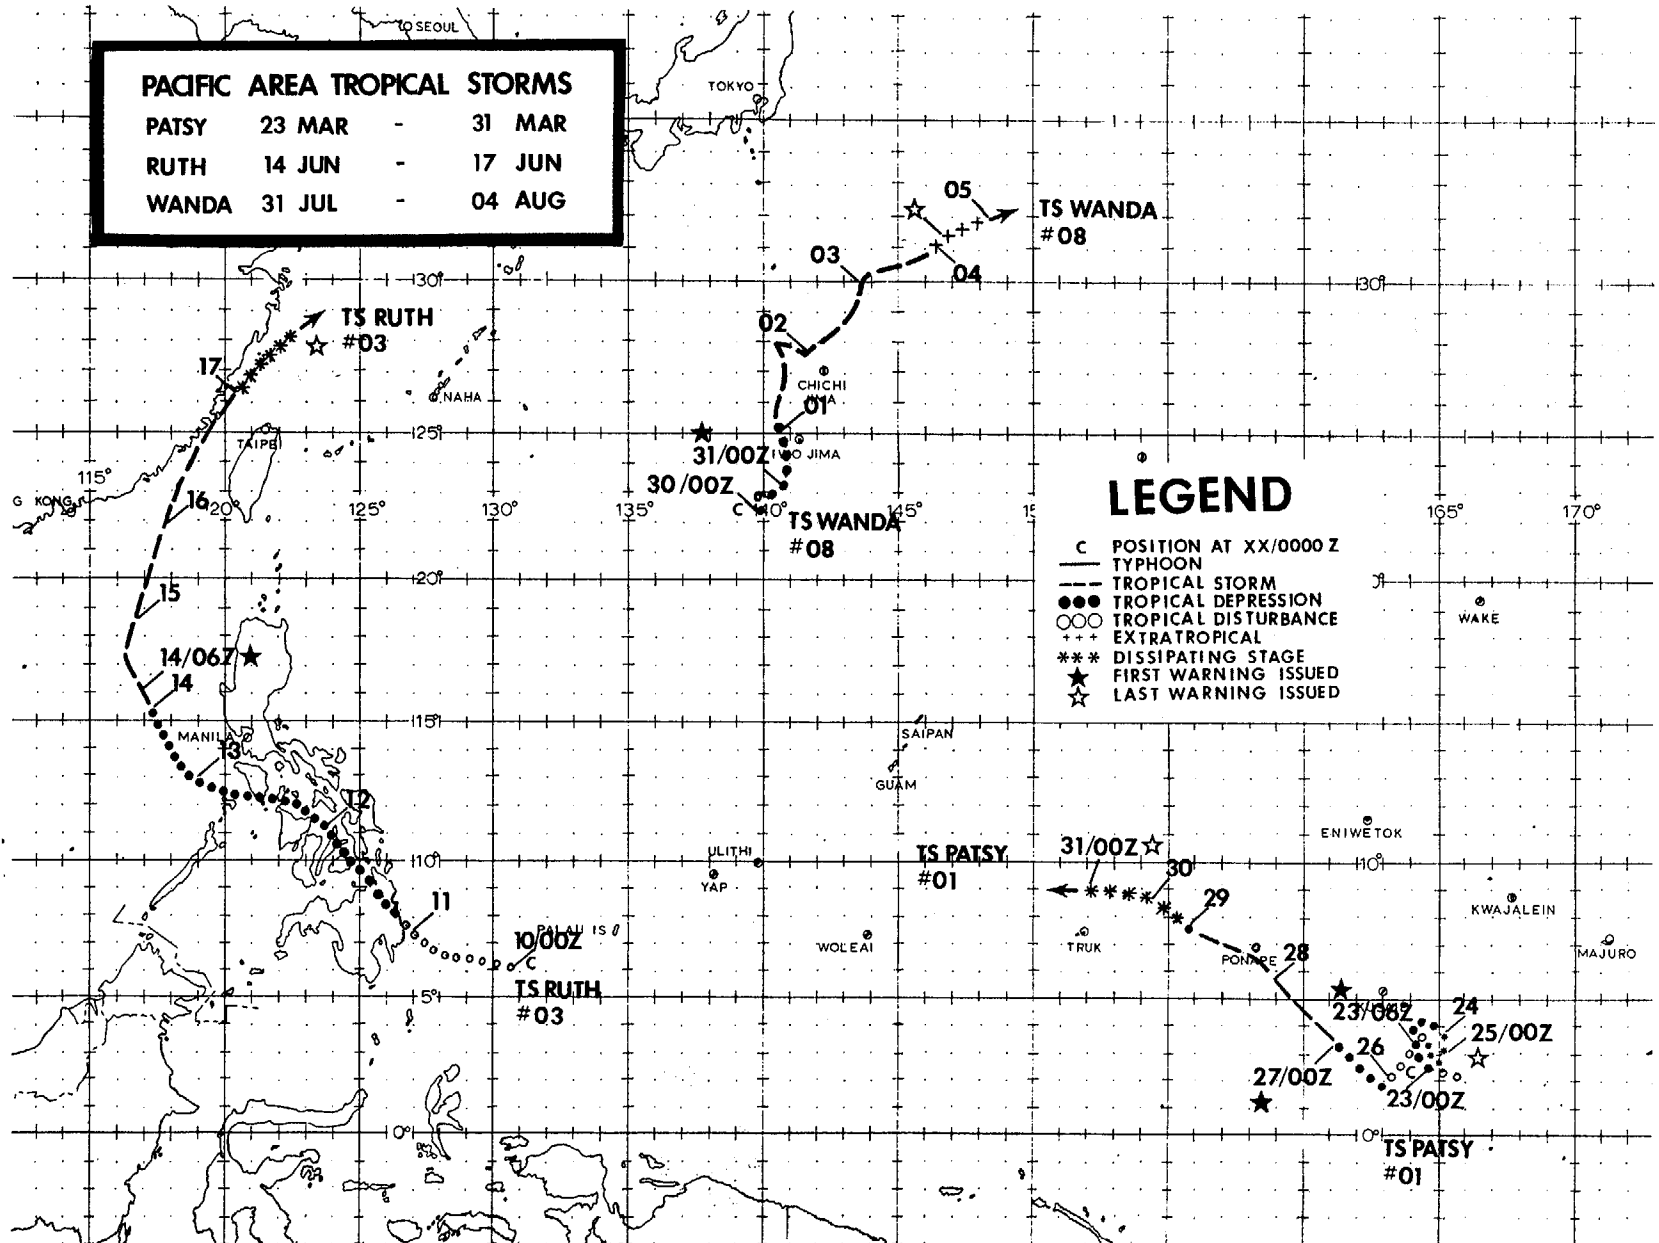 SEOUL
PACIFIC AREA TROPICAL STORMS
PATSY 23 MAR - 31 MAR
RUTH 14 JUN - 17 JUN
WANDA 31 JUL - 04 AUG
TOKYO
05
TS WANDA
#08
03
04
30°
30°
TS RUTH
#03
02
17
NAHA
CHICHI
JIMA
01
TAIPEI
25°
25°
115°
31/00Z
IWO JIMA
30/00Z
G KONG
16
C
120°
125°
130°
135°
140°
145°
15
165°
170°
TS WANDA
#08
LEGEND
C POSITION AT XX/0000 Z
TYPHOON
TROPICAL STORM
TROPICAL DEPRESSION
TROPICAL DISTURBANCE
+++ EXTRATROPICAL
*** DISSIPATING STAGE
★ FIRST WARNING ISSUED
☆ LAST WARNING ISSUED
20°
20°
15
WAKE
14/06Z
14
15°
MANILA
13
SAIPAN
GUAM
12
ENIWETOK
10°
10°
ULITHI
YAP
TS PATSY
#01
31/00Z
30
29
KWAJALEIN
11
PALAU IS
10/00Z
C
WOLEAI
TRUK
PONAPE
28
MAJURO
5°
TS RUTH
#03
23/06Z
24
25/00Z
26
C
27/00Z
23/00Z
0°
0°
TS PATSY
#01